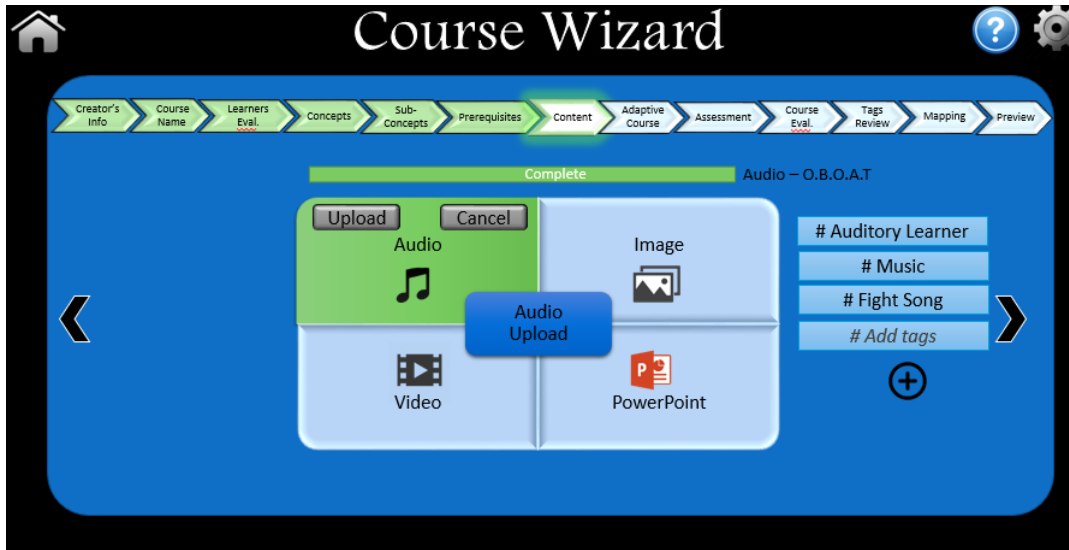 Course Wizard
?
Creator's
Info
Course
Name
Learners
Eval.
Concepts
Sub-
Concepts
Prerequisites
Content
Adaptive
Course
Assessment
Course
Eval.
Tags
Review
Mapping
Preview
Complete
Audio – O.B.O.A.T
Upload
Cancel
Audio
Image
Audio
Upload
Video
P
PowerPoint
# Auditory Learner
# Music
# Fight Song
# Add tags